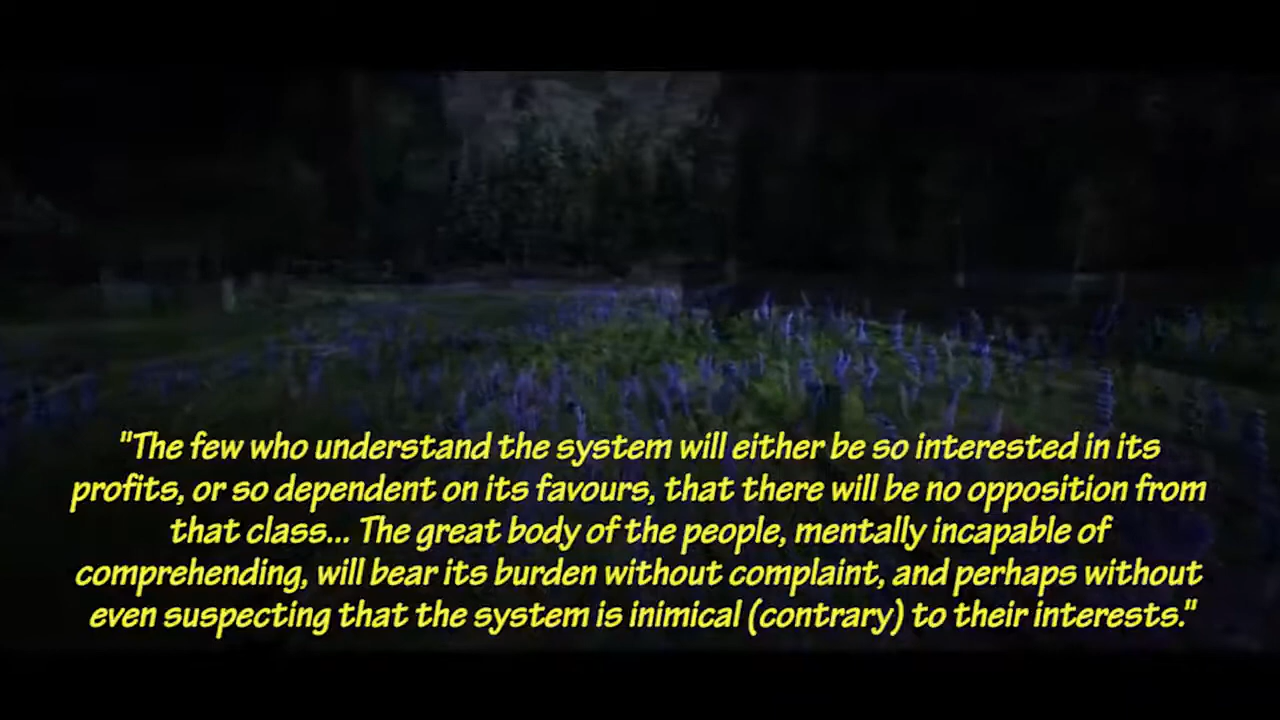 "The few who understand the system will either be so interested in its
profits, or so dependent on its favours, that there will be no opposition from
that class... The great body of the people, mentally incapable of
comprehending, will bear its burden without complaint, and perhaps without
even suspecting that the system is inimical (contrary) to their interests."